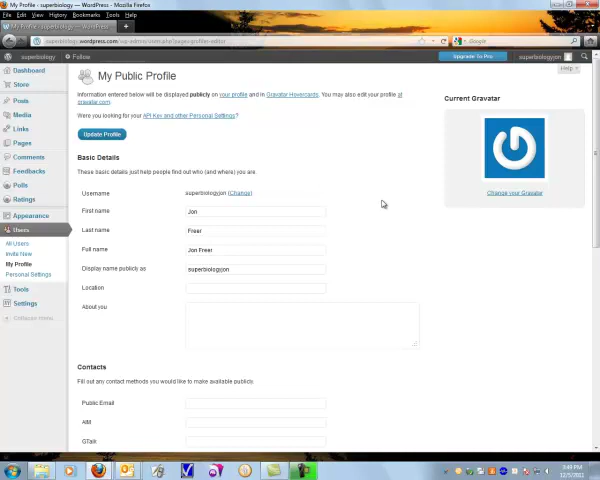 My Profile ‹ superbiology — WordPress - Mozilla Firefox
File Edit View History Bookmarks Tools Help
My Profile ‹ superbiology — WordPress
superbiology.wordpress.com/wp-admin/users.php?page=profile-editor
Google
superbiology Follow
Upgrade To Pro
superbiologyjon
Help
Dashboard
Store
Posts
Media
Links
Pages
Comments
Feedbacks
Polls
Ratings
Appearance
Users
All Users
Invite New
My Profile
Personal Settings
Tools
Settings
Collapse menu
My Public Profile
Information entered below will be displayed publicly on your profile and in Gravatar Hovercards. You may also edit your profile at
gravatar.com.
Were you looking for your API Key and other Personal Settings?
Update Profile
Basic Details
These basic details just help people find out who (and where) you are.
Username superbiologyjon (Change)
First name Jon
Last name Freer
Full name Jon Freer
Display name publicly as superbiologyjon
Location
About you
Contacts
Fill out any contact methods you would like to make available publicly.
Public Email
AIM
GTalk
Current Gravatar
Change your Gravatar
3:49 PM
12/5/2011